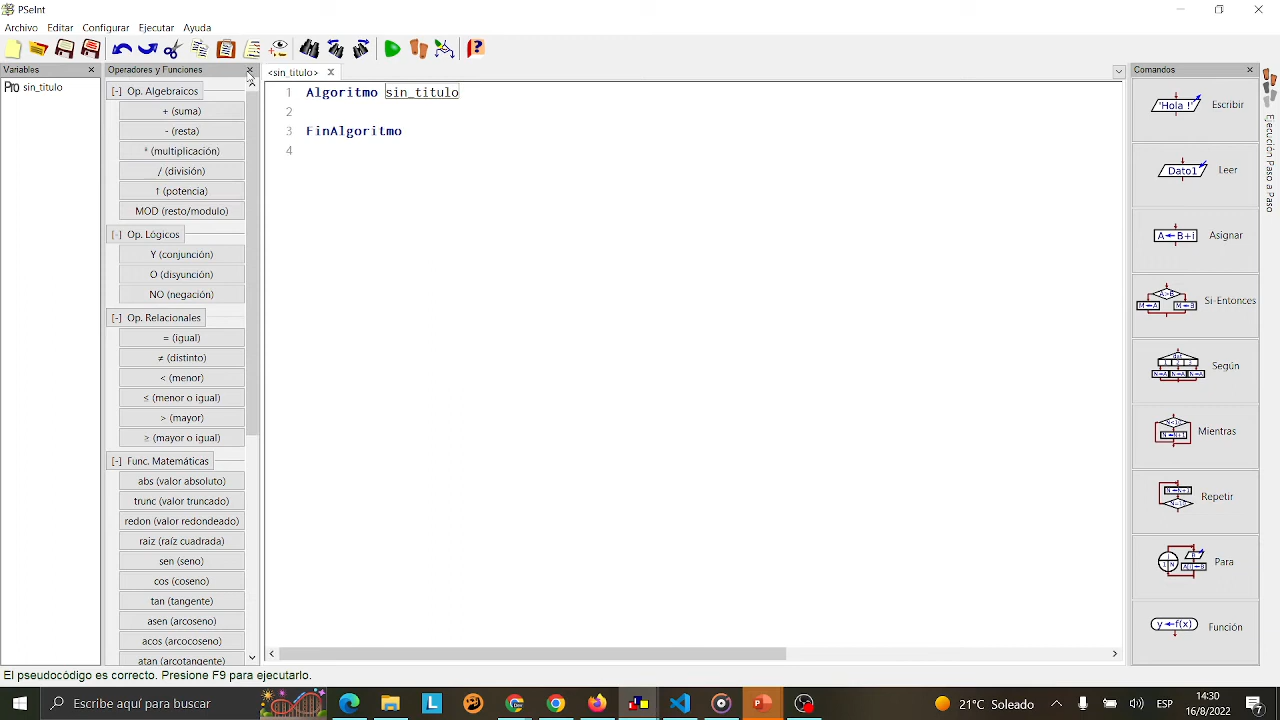 PSeInt
Archivo Editar Configurar Ejecutar Ayuda
Variables
Pro sin_titulo
Operadores y Funciones
[-] Op. Algebraicos
+ (suma)
- (resta)
* (multiplicación)
/ (división)
↑ (potencia)
MOD (resto/modulo)
[-] Op. Lógicos
Y (conjunción)
O (disyunción)
NO (negación)
[-] Op. Relacionales
= (igual)
≠ (distinto)
< (menor)
≤ (menor o igual)
> (mayor)
≥ (mayor o igual)
[-] Func. Matemáticas
abs (valor absoluto)
trunc (valor truncado)
redon (valor redondeado)
raiz (raíz cuadrada)
sen (seno)
cos (coseno)
tan (tangente)
asen (arcoseno)
acos (arcocoseno)
atan (arcotangente)
<sin_titulo>
1 Algoritmo sin_titulo
2
3 FinAlgoritmo
4
Comandos
'Hola !' Escribir
Dato1 Leer
A←B+i Asignar
A>B Si-Entonces
Según
Mientras
Repetir
Para
y←f(x) Función
Ejecución Paso a Paso
El pseudocódigo es correcto. Presione F9 para ejecutarlo.
Escribe aquí para buscar
21°C Soleado
ESP
14:30
16/8/2022